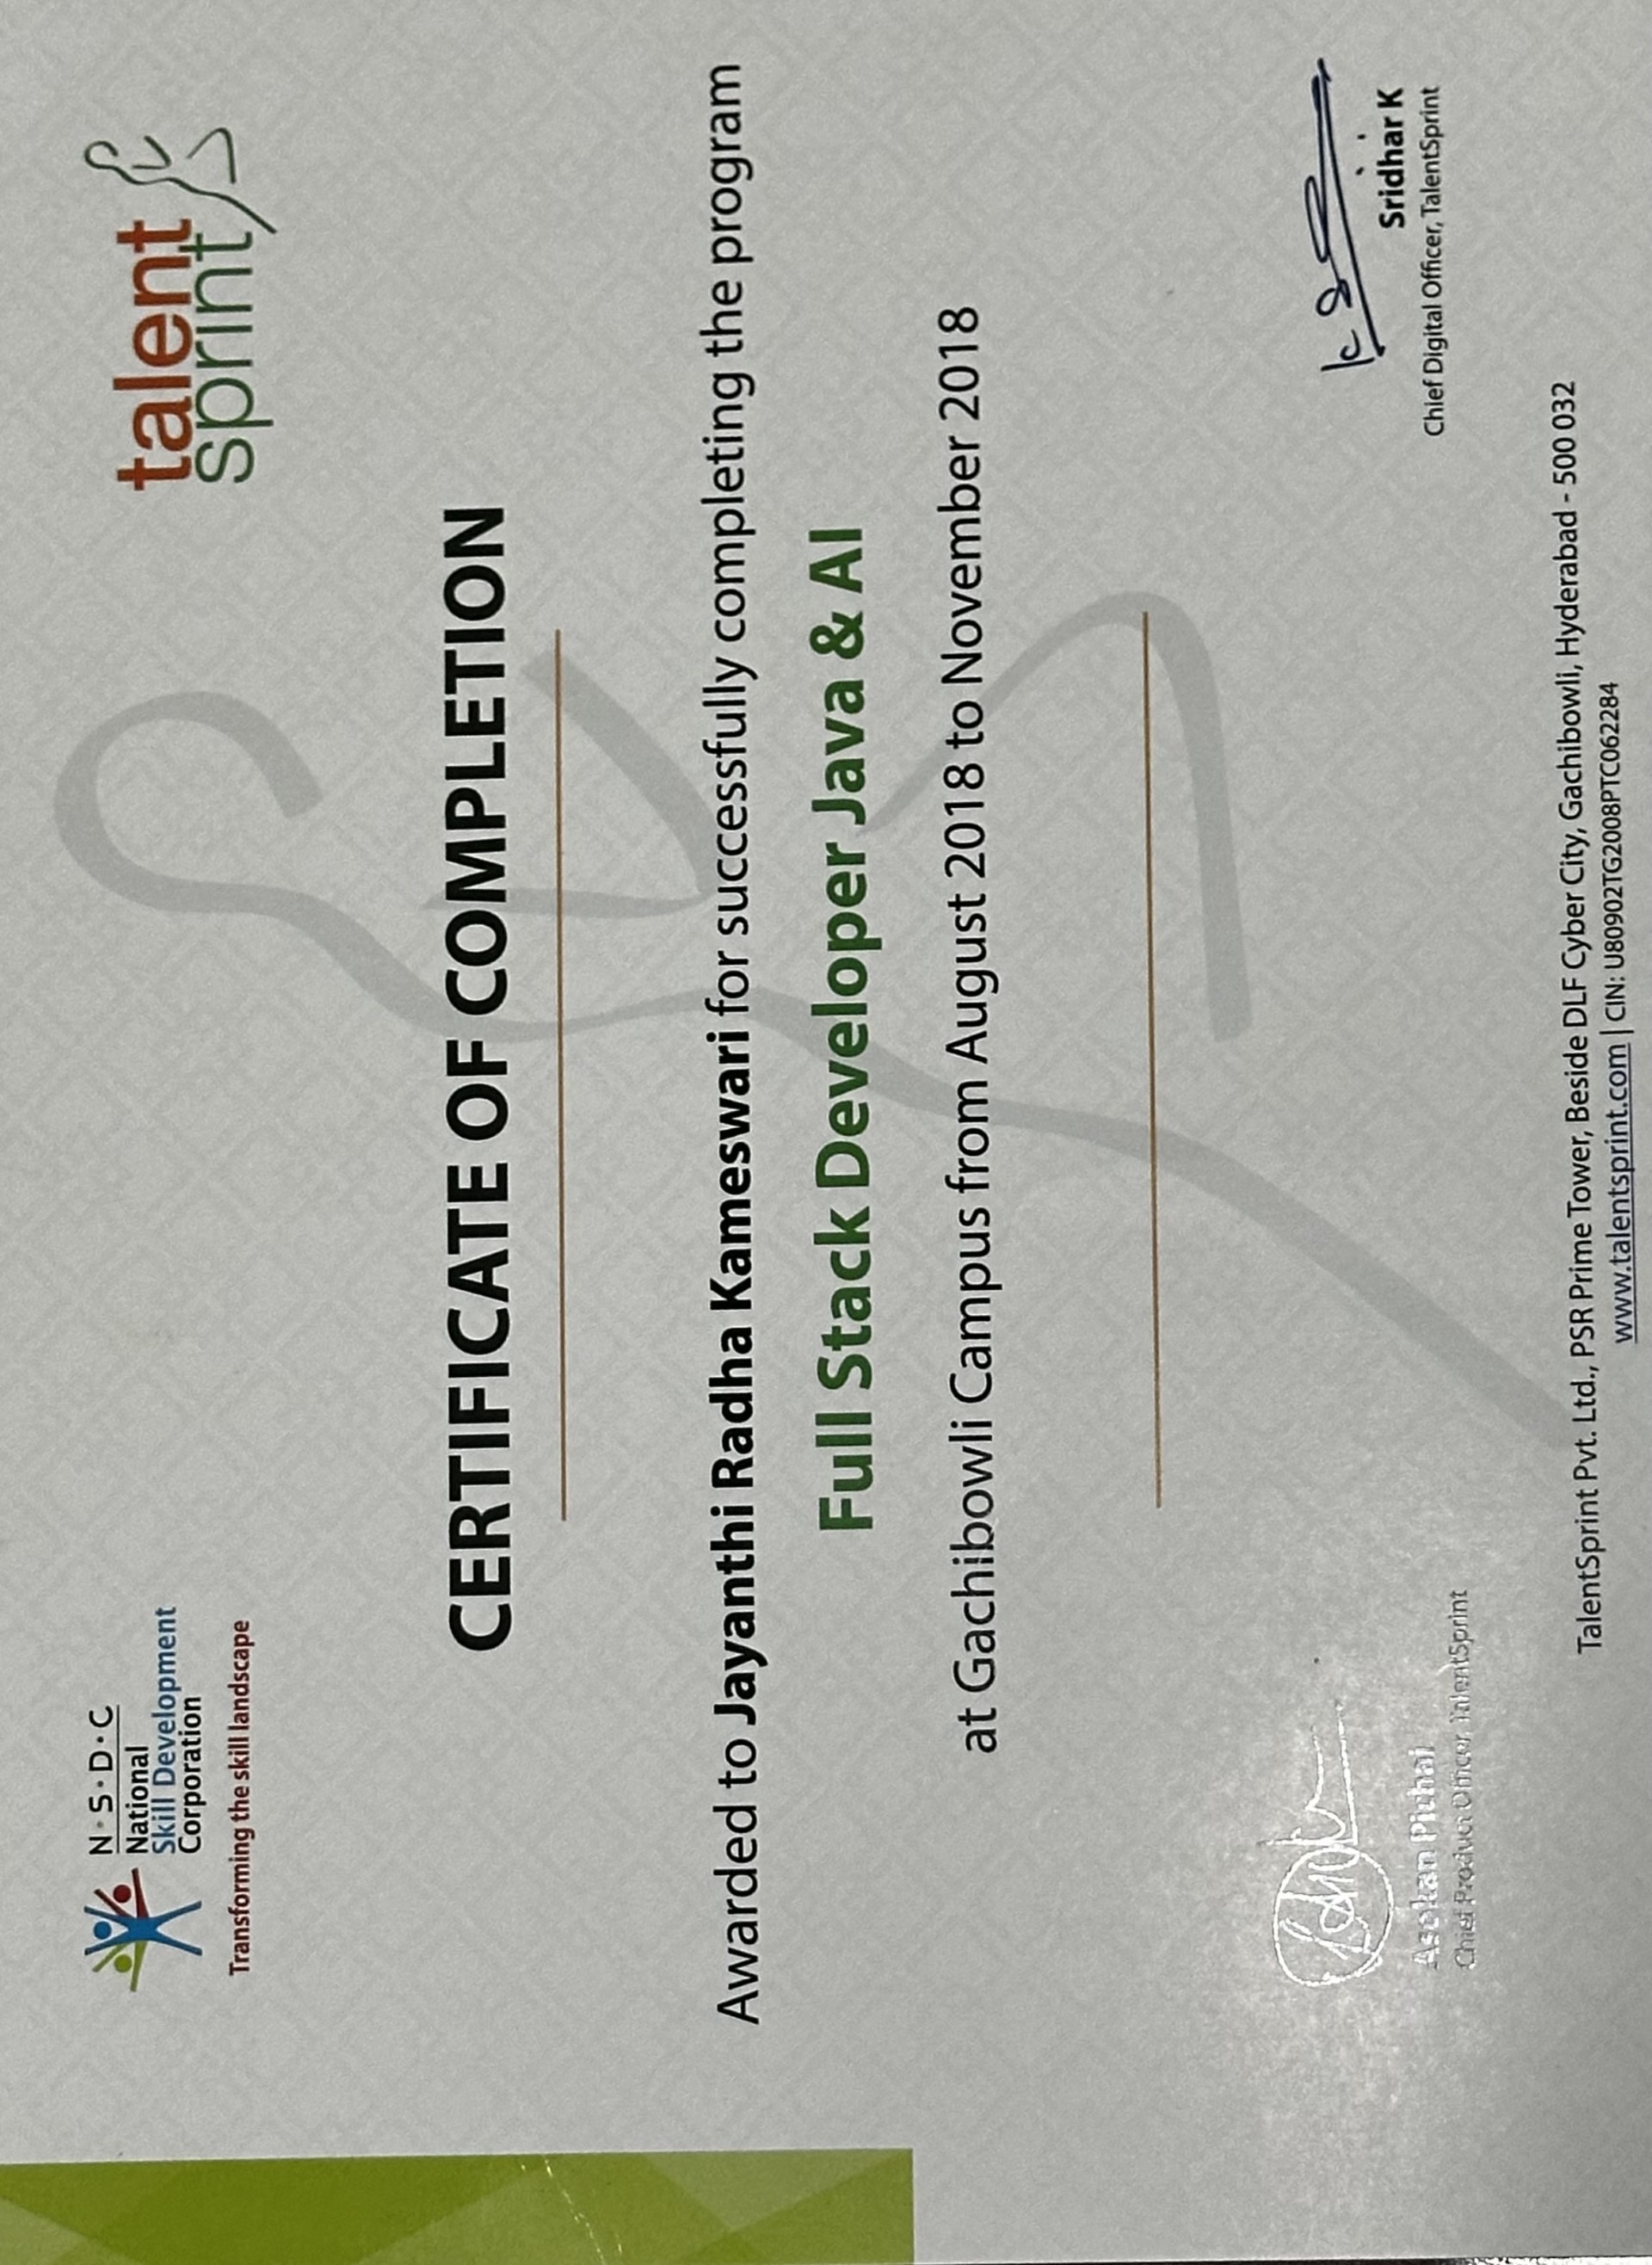 N·S·D·C
National
Skill Development
Corporation
Transforming the skill landscape
talent
sprint
CERTIFICATE OF COMPLETION
Awarded to Jayanthi Radha Kameswari for successfully completing the program
Full Stack Developer Java & AI
at Gachibowli Campus from August 2018 to November 2018
Asokan Pichai
Chief Product Officer, TalentSprint
Sridhar K
Chief Digital Officer, TalentSprint
TalentSprint Pvt. Ltd., PSR Prime Tower, Beside DLF Cyber City, Gachibowli, Hyderabad - 500 032
www.talentsprint.com | CIN: U80902TG2008PTC062284